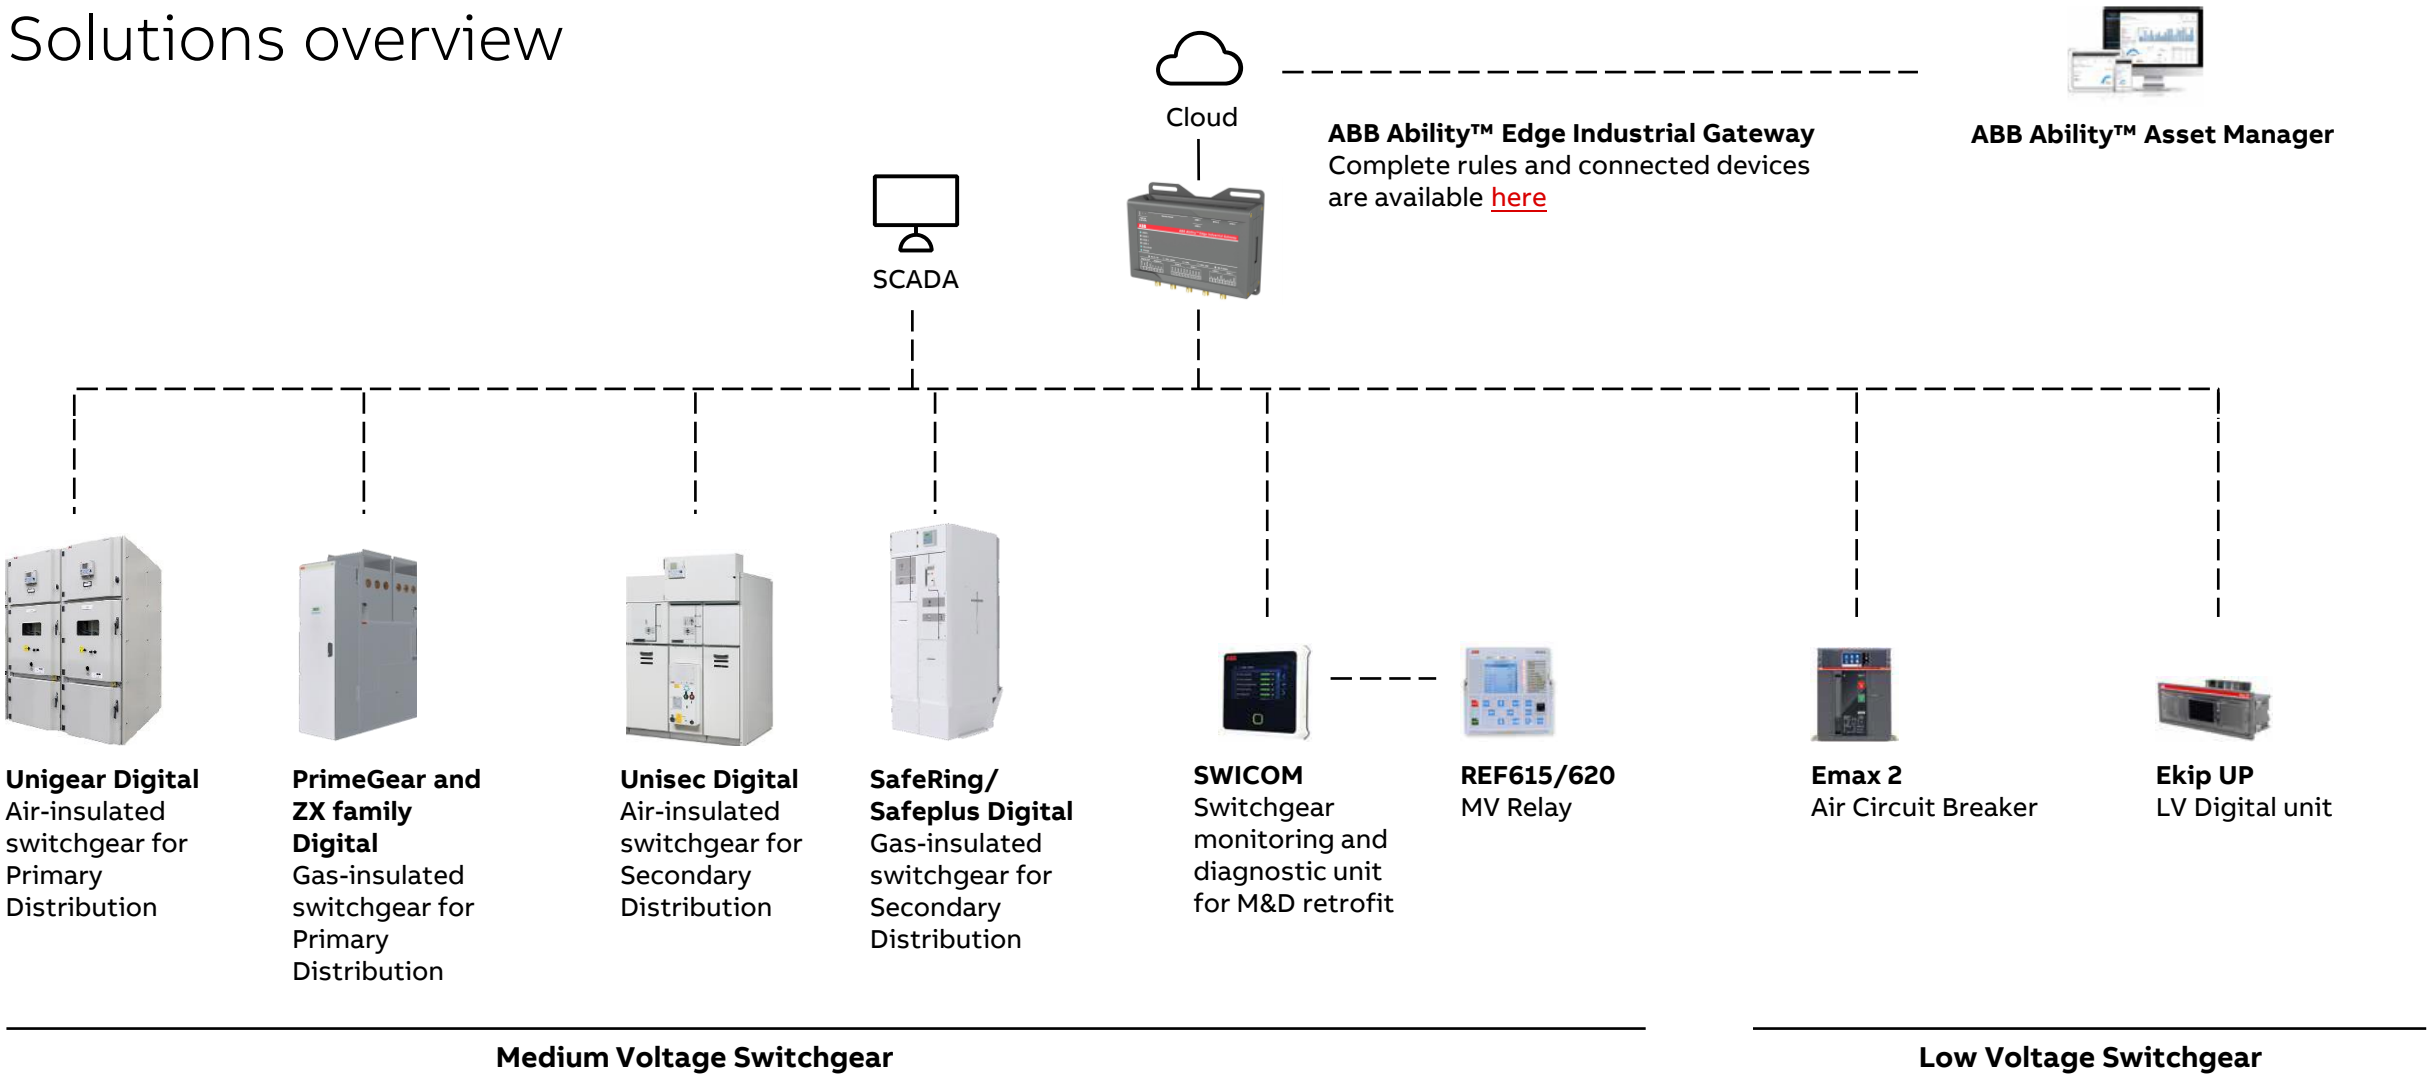 Solutions overview
Cloud
ABB Ability™ Edge Industrial Gateway
Complete rules and connected devices
are available here
ABB Ability™ Asset Manager
SCADA
Unigear Digital
Air-insulated
switchgear for
Primary
Distribution
PrimeGear and
ZX family
Digital
Gas-insulated
switchgear for
Primary
Distribution
Unisec Digital
Air-insulated
switchgear for
Secondary
Distribution
SafeRing/
Safeplus Digital
Gas-insulated
switchgear for
Secondary
Distribution
SWICOM
Switchgear
monitoring and
diagnostic unit
for M&D retrofit
REF615/620
MV Relay
Emax 2
Air Circuit Breaker
Ekip UP
LV Digital unit
Medium Voltage Switchgear
Low Voltage Switchgear